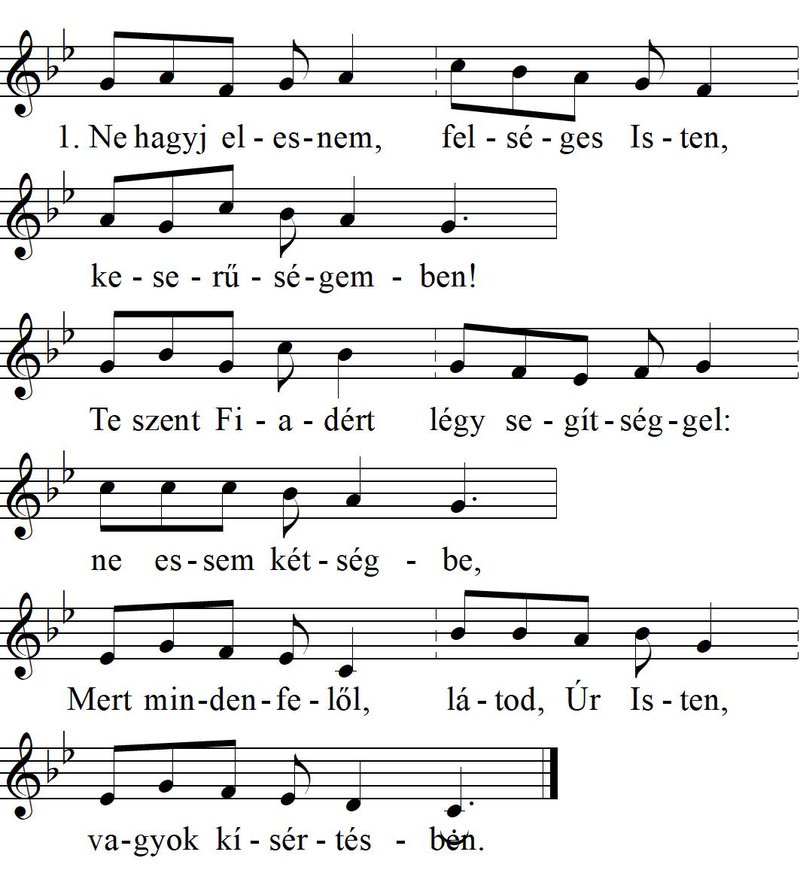 1. Ne hagyj el - es - nem, fel - sé - ges Is - ten,
ke - se - rű - sé - gem - ben!
Te szent Fi - a - dért légy se - gít - ség - gel:
ne es - sem két - ség - be,
Mert min - den - fe - lől, lá - tod, Úr Is - ten,
va - gyok kí - sér - tés - ben.